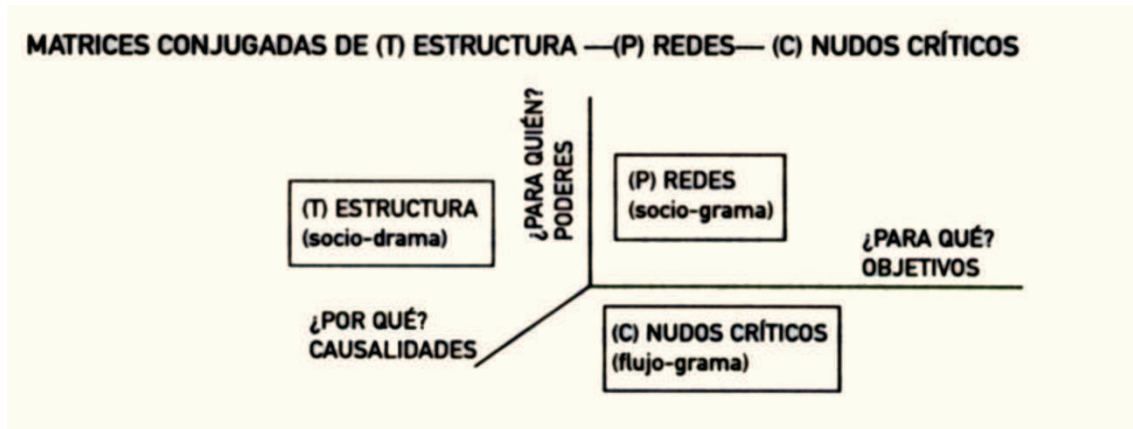 MATRICES CONJUGADAS DE (T) ESTRUCTURA —(P) REDES— (C) NUDOS CRÍTICOS
¿PARA QUIÉN?
PODERES
(P) REDES
(socio-grama)
(T) ESTRUCTURA
(socio-drama)
¿PARA QUÉ?
OBJETIVOS
¿POR QUÉ?
CAUSALIDADES
(C) NUDOS CRÍTICOS
(flujo-grama)